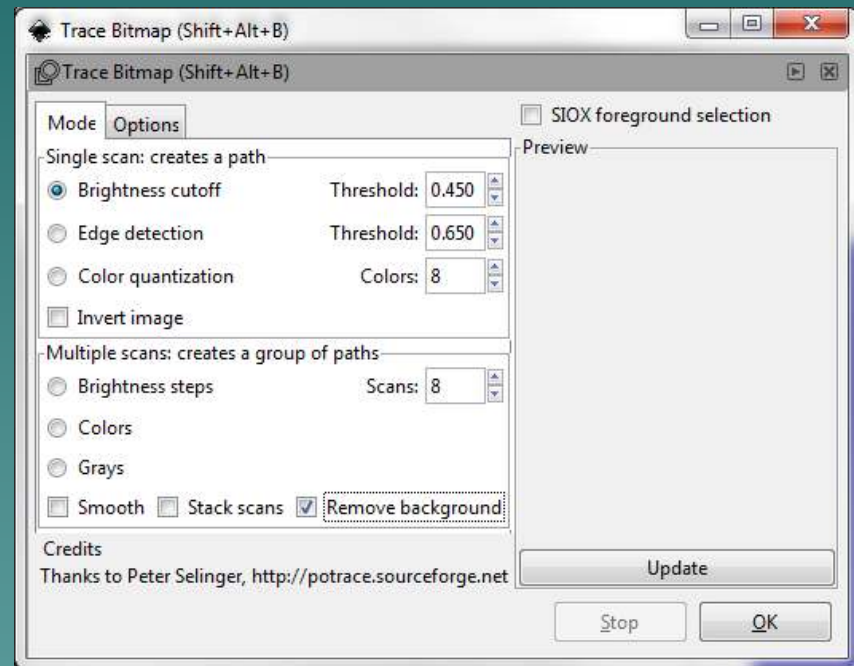 Trace Bitmap (Shift+Alt+B)
Trace Bitmap (Shift+Alt+B)
Mode Options
SIOX foreground selection
Single scan: creates a path
Preview
Brightness cutoff Threshold: 0.450
Edge detection Threshold: 0.650
Color quantization Colors: 8
Invert image
Multiple scans: creates a group of paths
Brightness steps Scans: 8
Colors
Grays
Smooth Stack scans Remove background
Credits
Thanks to Peter Selinger, http://potrace.sourceforge.net
Update
Stop OK